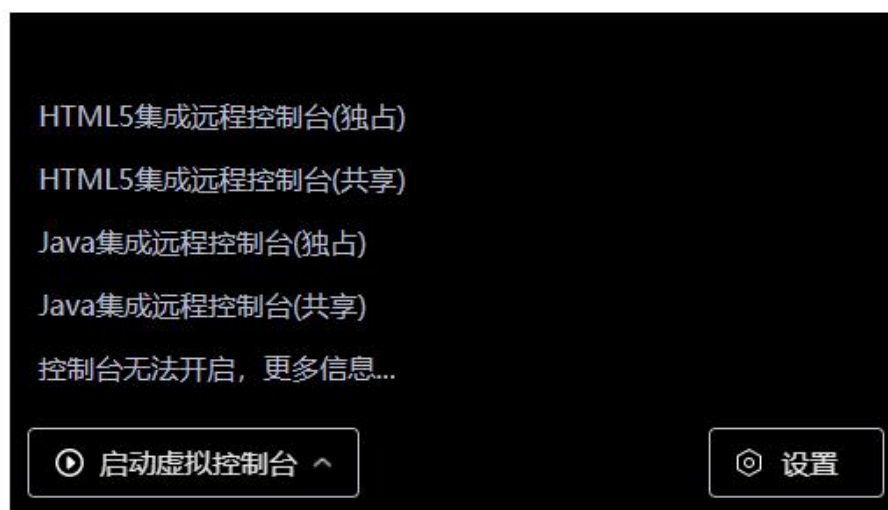 HTML5集成远程控制台(独占)
HTML5集成远程控制台(共享)
Java集成远程控制台(独占)
Java集成远程控制台(共享)
控制台无法开启，更多信息...
启动虚拟控制台
设置